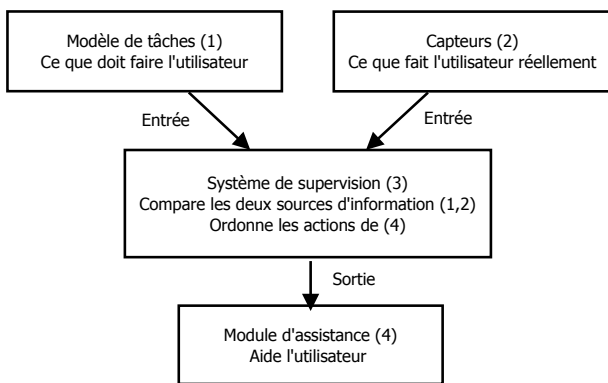 Modèle de tâches (1)
Ce que doit faire l'utilisateur
Capteurs (2)
Ce que fait l'utilisateur réellement
Entrée
Entrée
Système de supervision (3)
Compare les deux sources d'information (1,2)
Ordonne les actions de (4)
Sortie
Module d'assistance (4)
Aide l'utilisateur